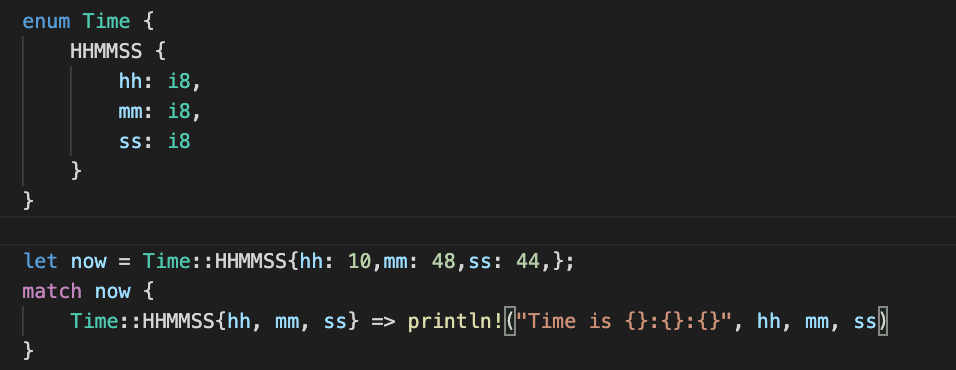 enum Time {
    HHMMSS {
        hh: i8,
        mm: i8,
        ss: i8
    }
}
let now = Time::HHMMSS{hh: 10,mm: 48,ss: 44,};
match now {
    Time::HHMMSS{hh, mm, ss} => println!("Time is {}:{}:{}", hh, mm, ss)
}